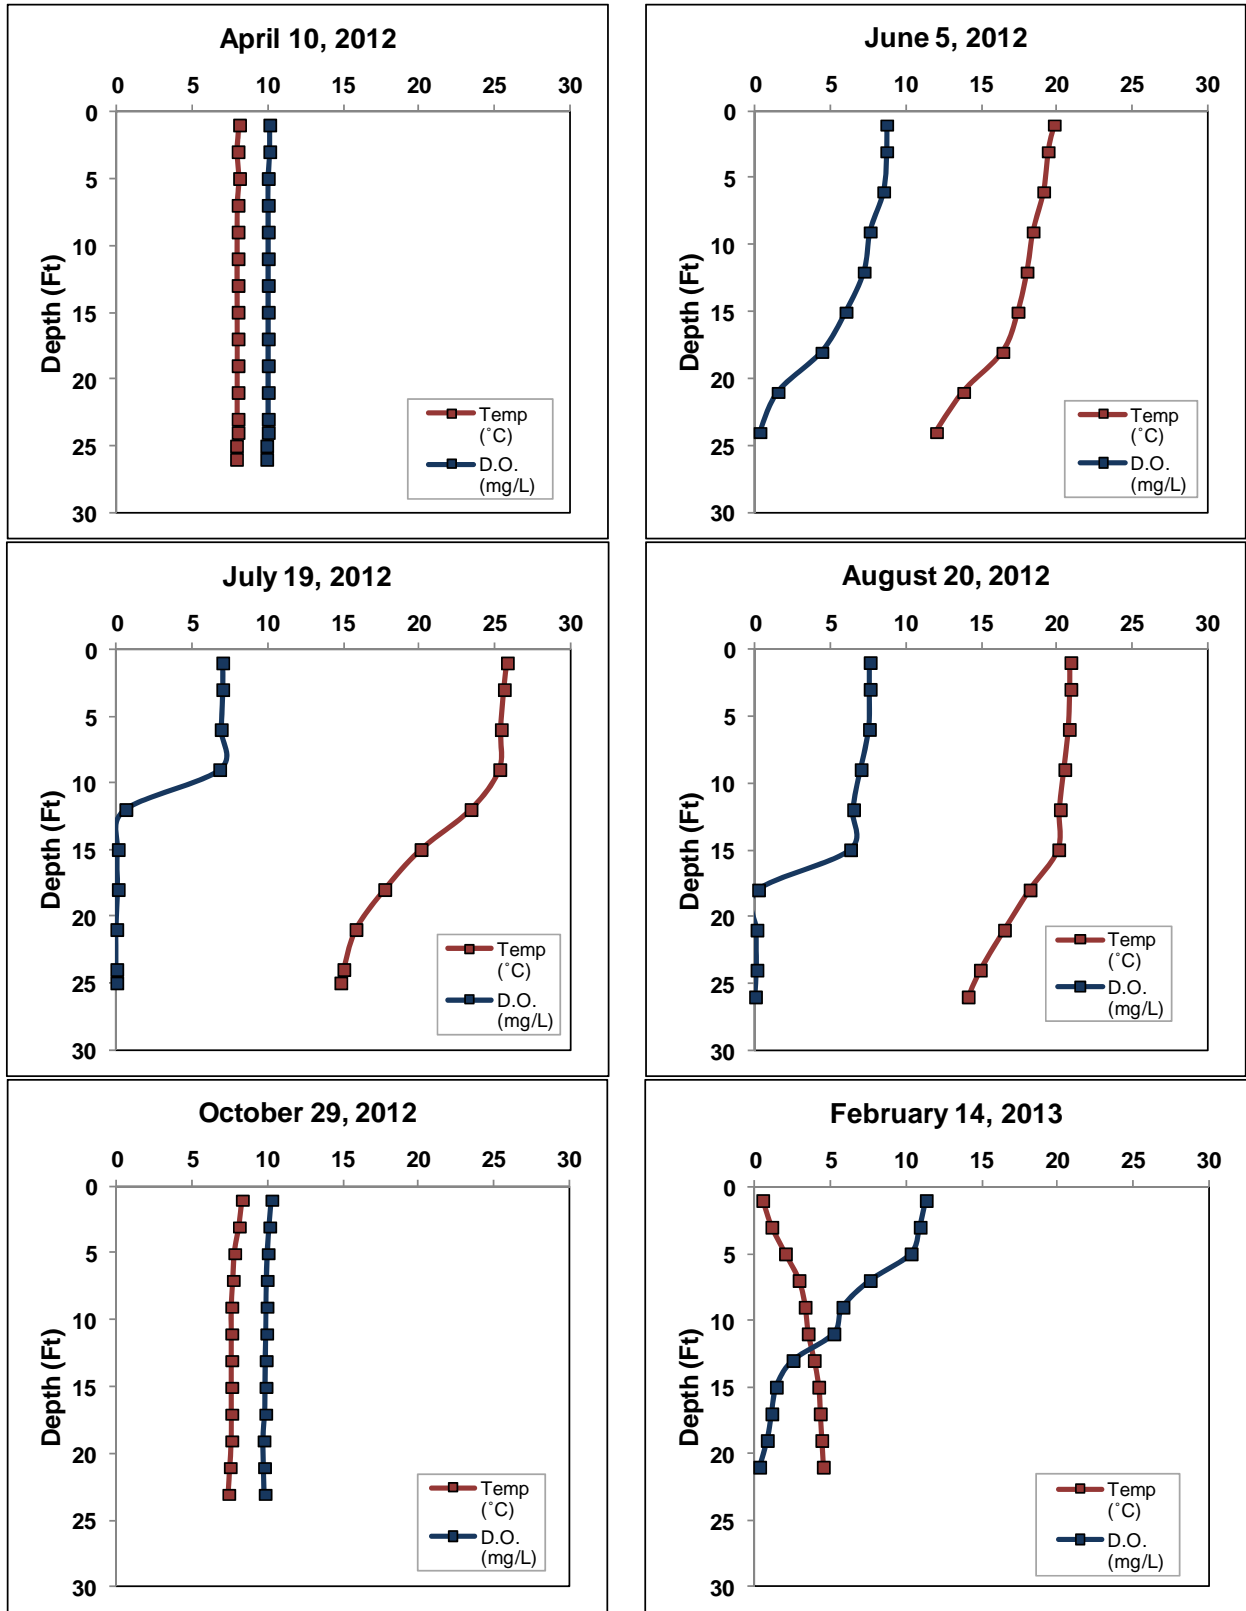 April 10, 2012
0 5 10 15 20 25 30
0
5
10
15
20
25
30
Depth (Ft)
Temp
(˚C)
D.O.
(mg/L)
June 5, 2012
0 5 10 15 20 25 30
0
5
10
15
20
25
30
Depth (Ft)
Temp
(˚C)
D.O.
(mg/L)
July 19, 2012
0 5 10 15 20 25 30
0
5
10
15
20
25
30
Depth (Ft)
Temp
(˚C)
D.O.
(mg/L)
August 20, 2012
0 5 10 15 20 25 30
0
5
10
15
20
25
30
Depth (Ft)
Temp
(˚C)
D.O.
(mg/L)
October 29, 2012
0 5 10 15 20 25 30
0
5
10
15
20
25
30
Depth (Ft)
Temp
(˚C)
D.O.
(mg/L)
February 14, 2013
0 5 10 15 20 25 30
0
5
10
15
20
25
30
Depth (Ft)
Temp
(˚C)
D.O.
(mg/L)